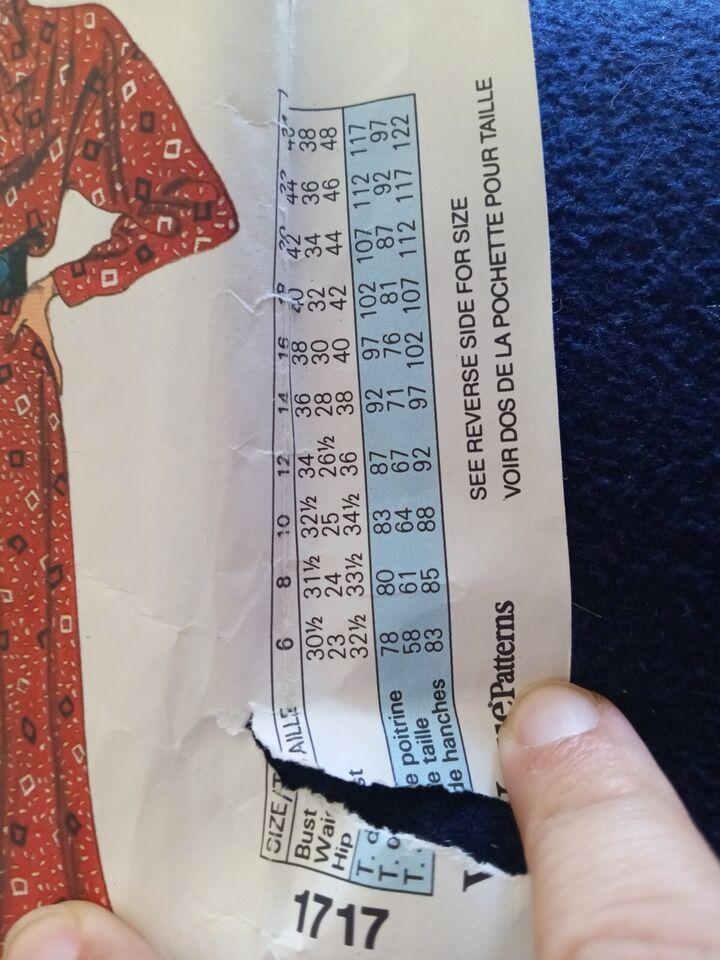 SIZE/TAILLE 6 8 10 12 14 16 18 20 22
Bust 30½ 31½ 32½ 34 36 38 40 42 44
Waist 23 24 25 26½ 28 30 32 34 36 38
Hip 32½ 33½ 34½ 36 38 40 42 44 46 48
T. de poitrine 78 80 83 87 92 97 102 107 112 117
T. de taille 58 61 64 67 71 76 81 87 92 97
T. de hanches 83 85 88 92 97 102 107 112 117 122
1717
SEE REVERSE SIDE FOR SIZE
VOIR DOS DE LA POCHETTE POUR TAILLE
Patterns